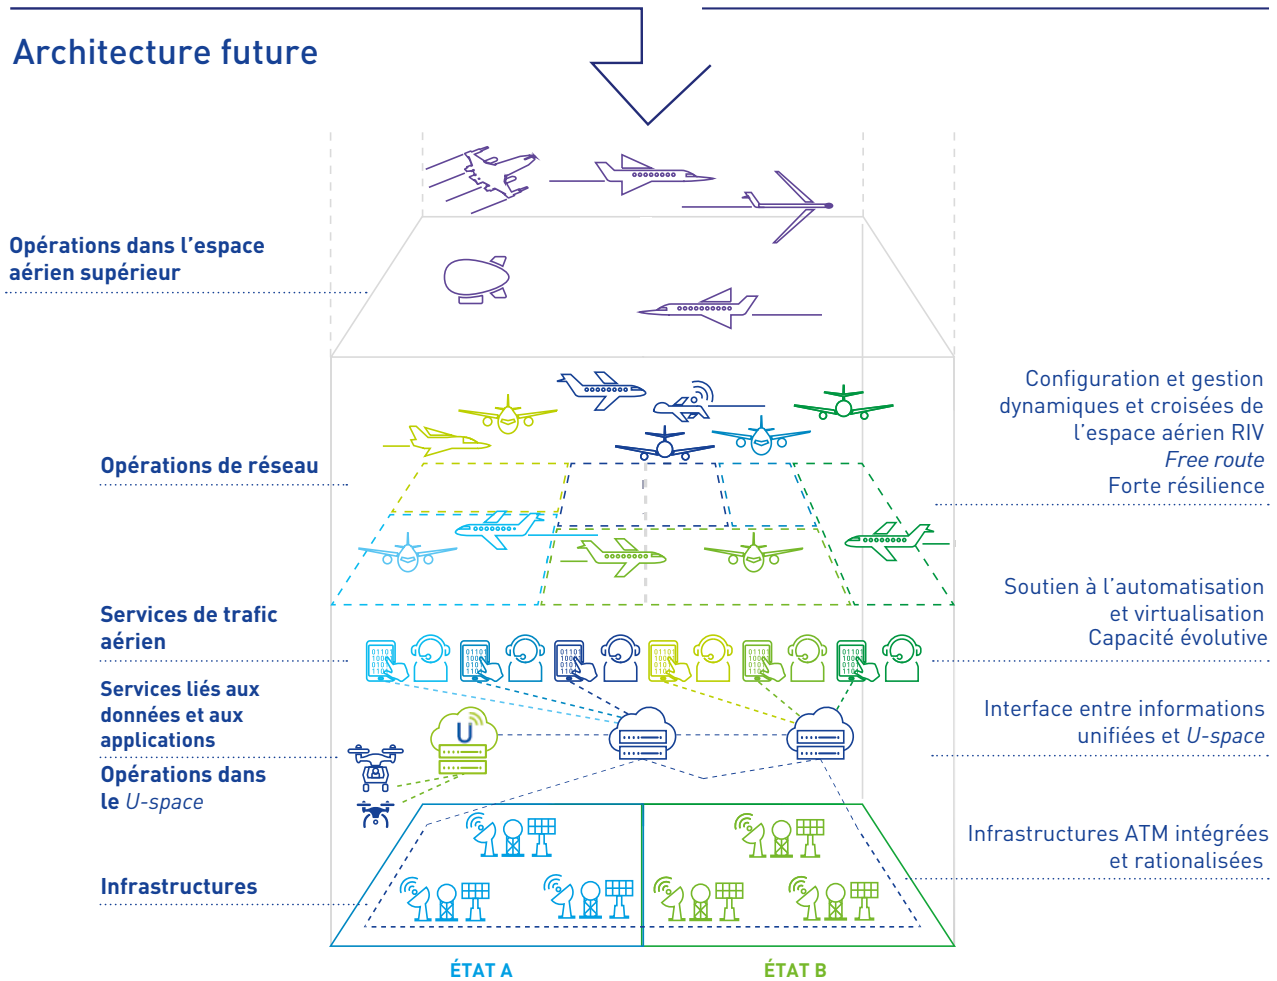 Architecture future
Opérations dans l'espace
aérien supérieur
Configuration et gestion
dynamiques et croisées de
l'espace aérien RIV
Free route
Forte résilience
Opérations de réseau
Services de trafic
aérien
Soutien à l'automatisation
et virtualisation
Capacité évolutive
Services liés aux
données et aux
applications
Interface entre informations
unifiées et U-space
U
Opérations dans
le U-space
Infrastructures ATM intégrées
et rationalisées
Infrastructures
ÉTAT A
ÉTAT B